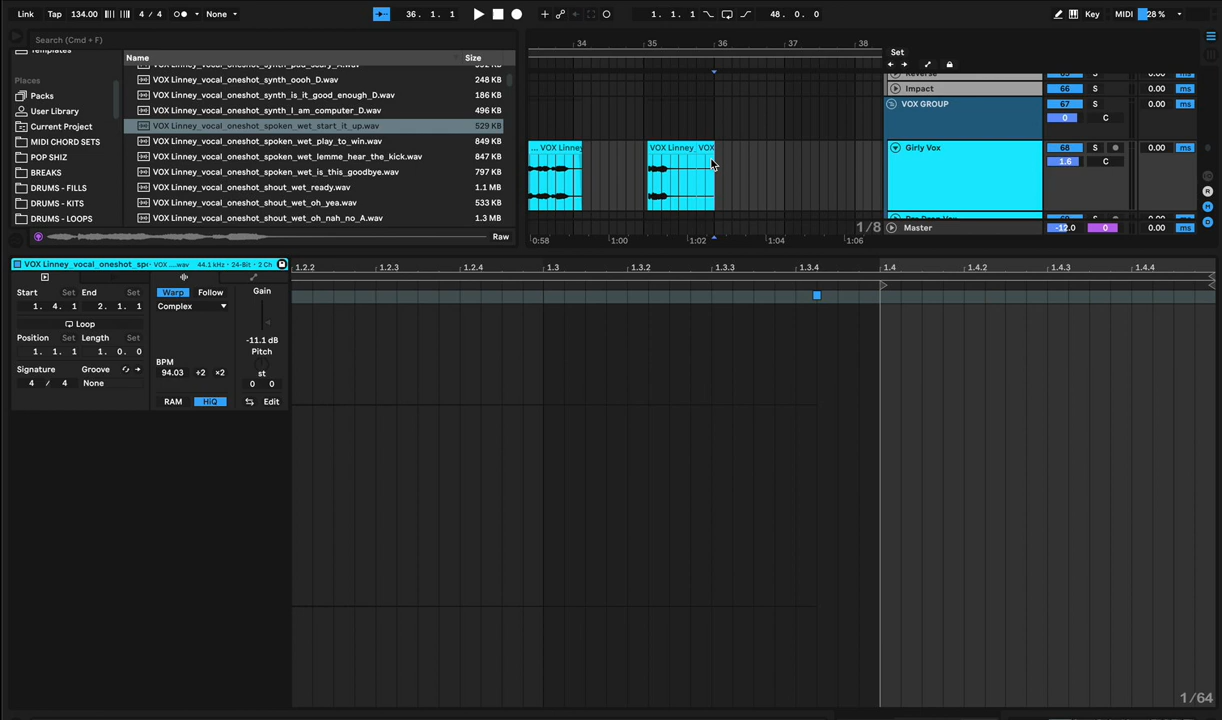 Link Tap 134.00 4 / 4 None 36. 1. 1 1. 1. 1 48. 0. 0 Key MIDI 28 %
Search (Cmd + F)
Templates
Places
Packs
User Library
Current Project
MIDI CHORD SETS
POP SHIZ
BREAKS
DRUMS - FILLS
DRUMS - KITS
DRUMS - LOOPS
Name Size
VOX Linney_vocal_oneshot_synth_oooh_D.wav 248 KB
VOX Linney_vocal_oneshot_synth_is_it_good_enough_D.wav 186 KB
VOX Linney_vocal_oneshot_synth_I_am_computer_D.wav 496 KB
VOX Linney_vocal_oneshot_spoken_wet_start_it_up.wav 529 KB
VOX Linney_vocal_oneshot_spoken_wet_play_to_win.wav 849 KB
VOX Linney_vocal_oneshot_spoken_wet_lemme_hear_the_kick.wav 847 KB
VOX Linney_vocal_oneshot_spoken_wet_is_this_goodbye.wav 797 KB
VOX Linney_vocal_oneshot_shout_wet_ready.wav 1.1 MB
VOX Linney_vocal_oneshot_shout_wet_oh_yea.wav 533 KB
VOX Linney_vocal_oneshot_shout_wet_oh_nah_no_A.wav 1.3 MB
Raw
34 35 36 37 38
... VOX Linney
VOX Linney_ VOX
1/8
0:58 1:00 1:02 1:04 1:06
Set
Reverse S 0.00 ms
Impact 66 S 0.00 ms
VOX GROUP 67 S 0.00 ms
0 C
Girly Vox 68 S 0.00 ms
1.6 C
Master -12.0 0 0.00 ms
R
M
D
VOX Linney_vocal_oneshot_sp VOX ....wav 44.1 kHz 24-Bit 2 Ch
Start Set End Set
1. 4. 1 2. 1. 1
Loop
Position Set Length Set
1. 1. 1 1. 0. 0
Signature Groove
4 / 4 None
Warp Follow
Complex
BPM
94.03 ÷2 ×2
RAM HiQ
Gain
-11.1 dB
Pitch
st
0 0
Edit
1.2.2 1.2.3 1.2.4 1.3 1.3.2 1.3.3 1.3.4 1.4 1.4.2 1.4.3 1.4.4
1/64